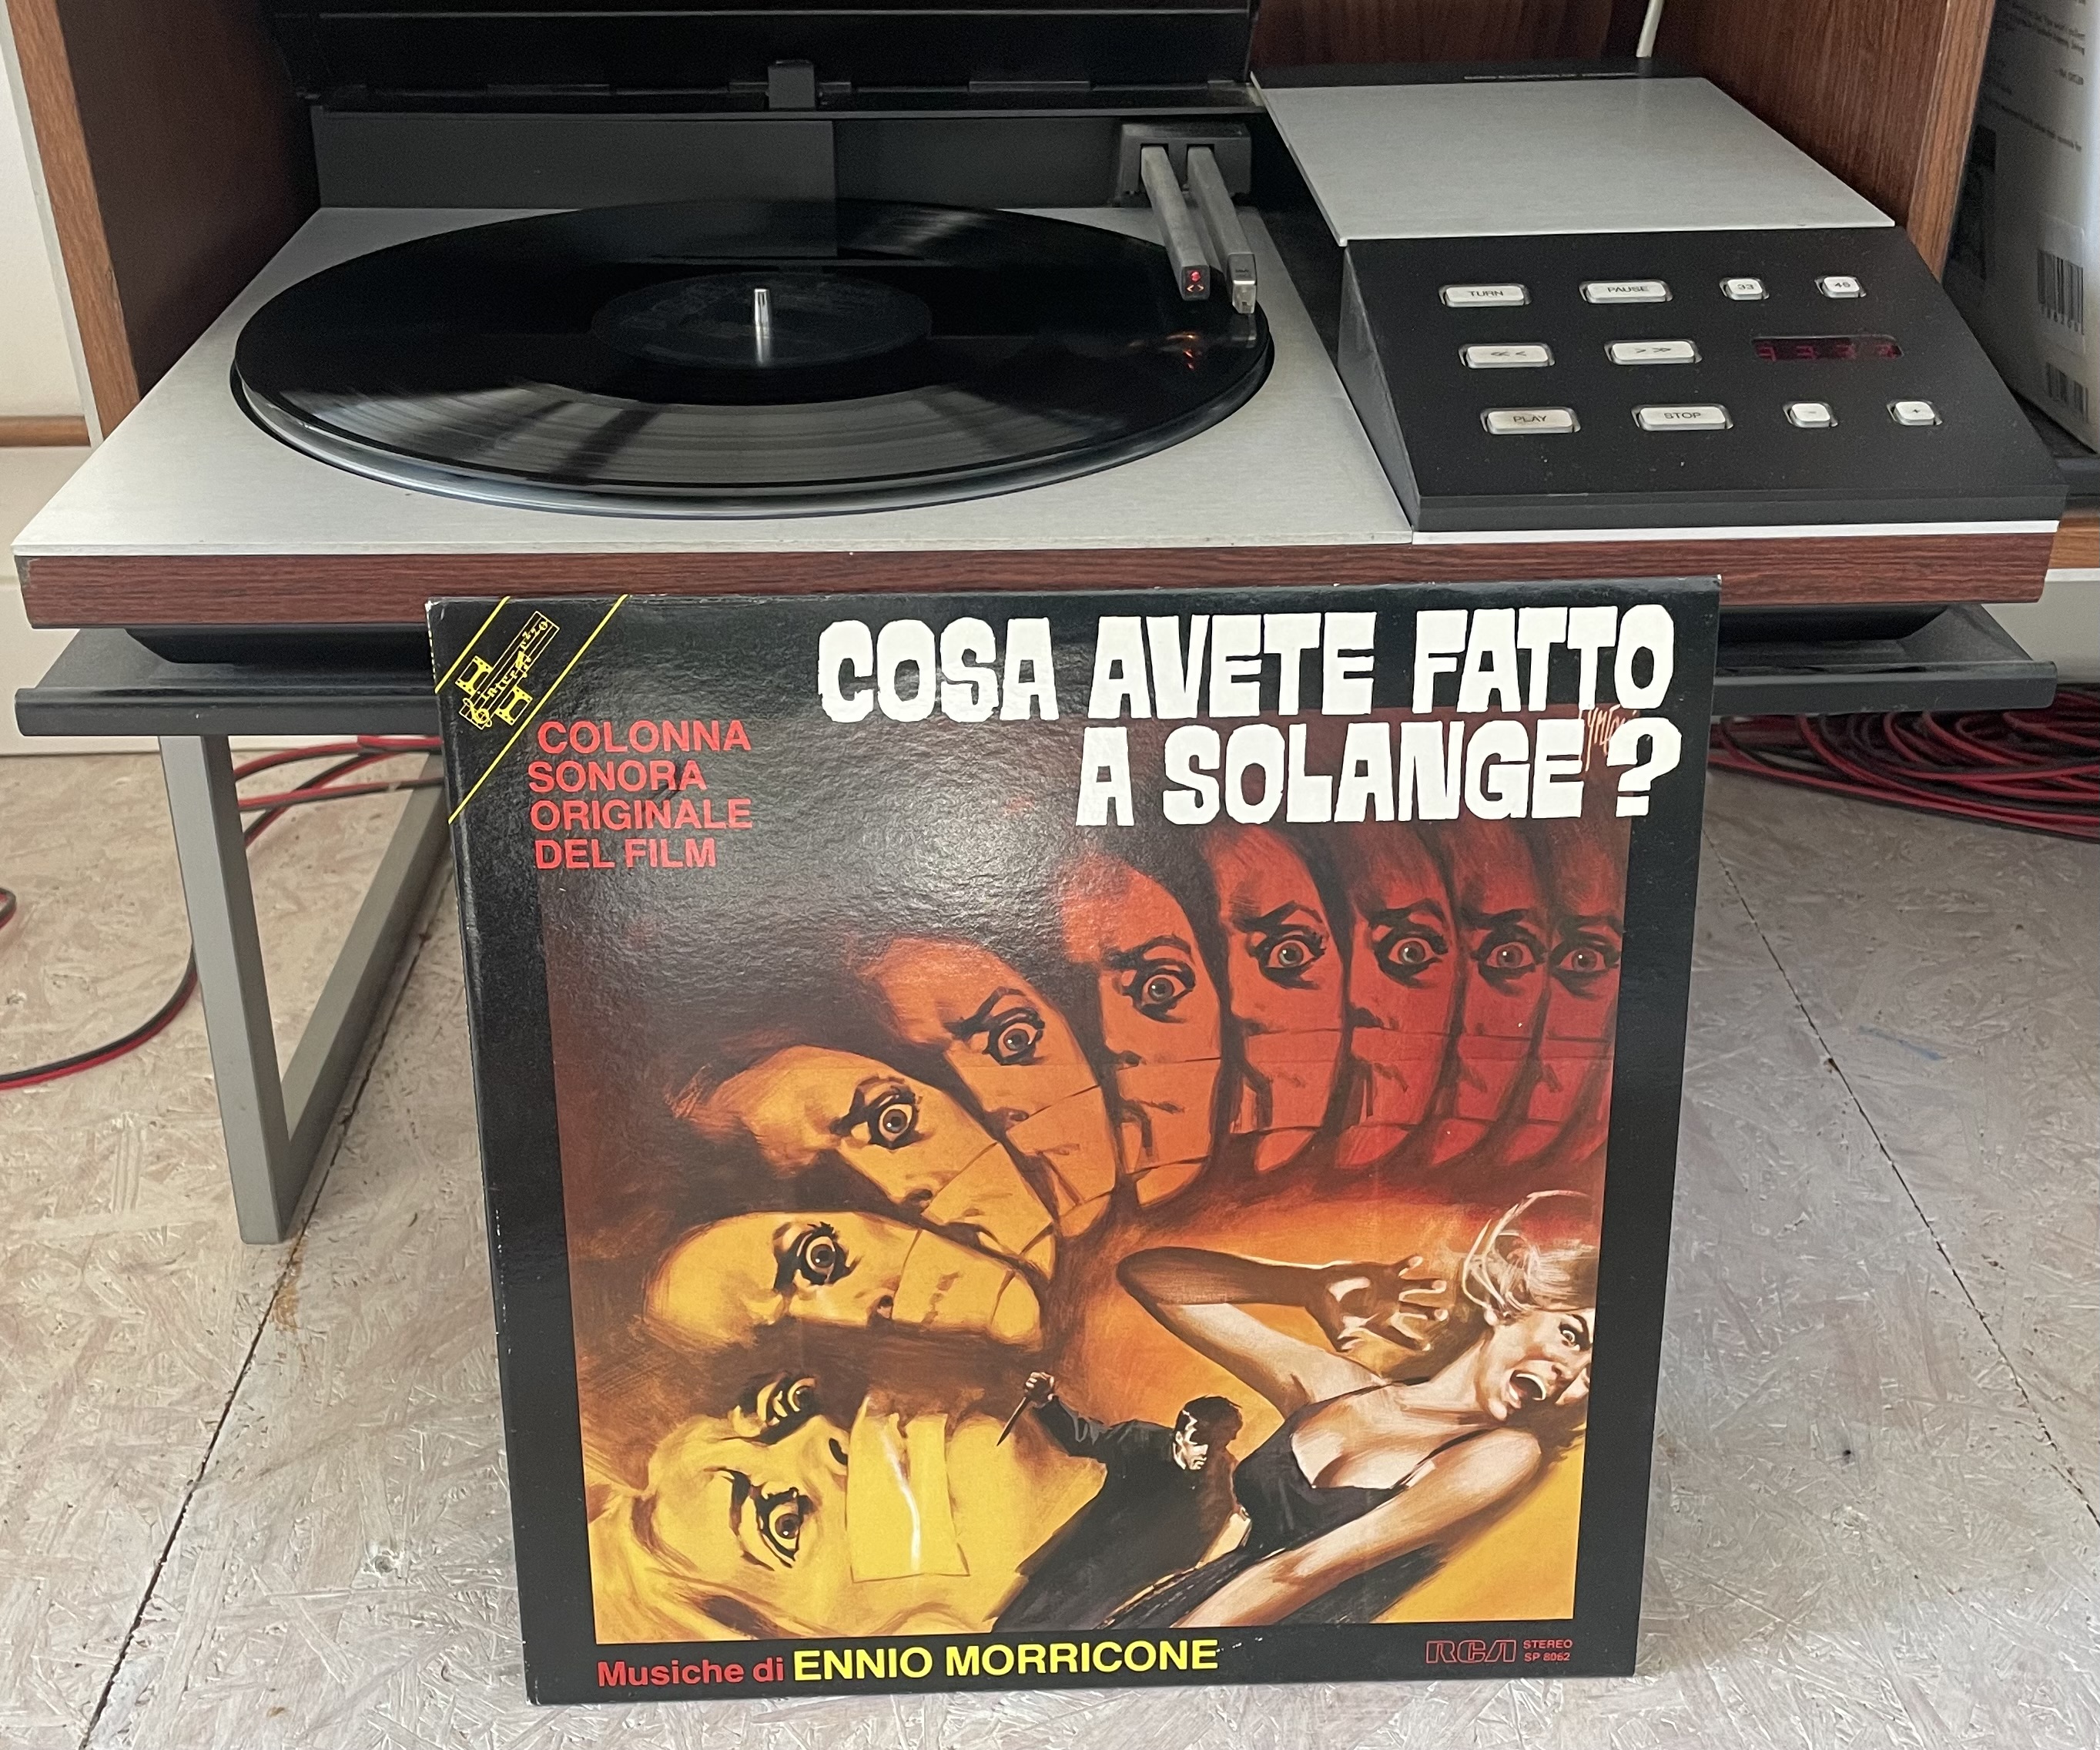 TURN PAUSE 33 45
<< >>
PLAY STOP - +
COSA AVETE FATTO
A SOLANGE?
COLONNA
SONORA
ORIGINALE
DEL FILM
Musiche di ENNIO MORRICONE
RCA STEREO
SP 8062